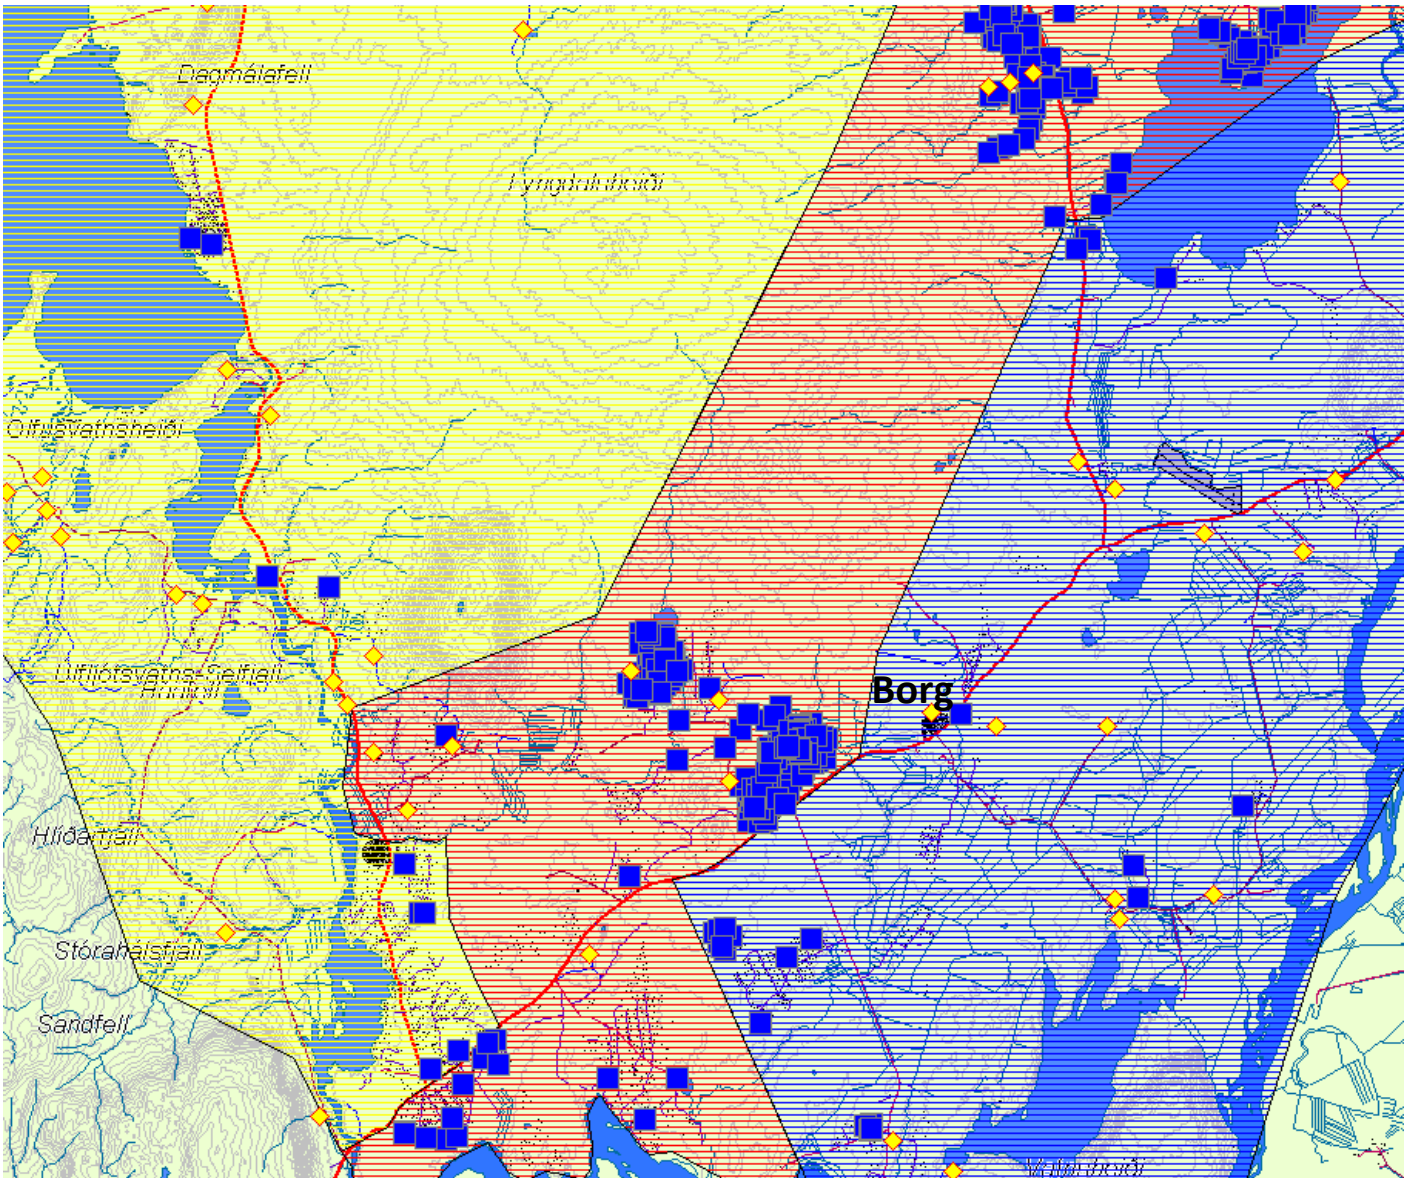 Dagmálafell
Lyngdalsheiði
Ölfusvatnsheiði
Úlfljótsvatns-Selfjall
Borg
Hlíðarfjall
Stórahálsfjall
Sandfell